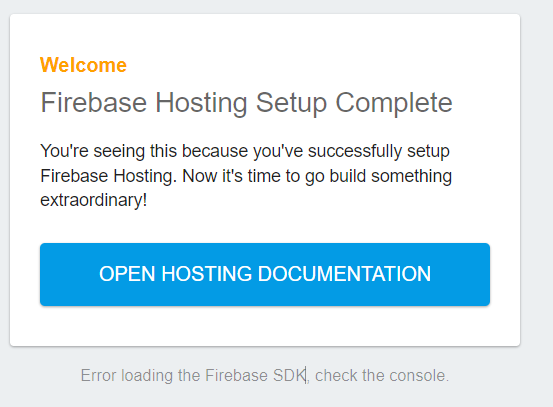 Welcome
Firebase Hosting Setup Complete
You're seeing this because you've successfully setup
Firebase Hosting. Now it's time to go build something
extraordinary!
OPEN HOSTING DOCUMENTATION
Error loading the Firebase SDK, check the console.